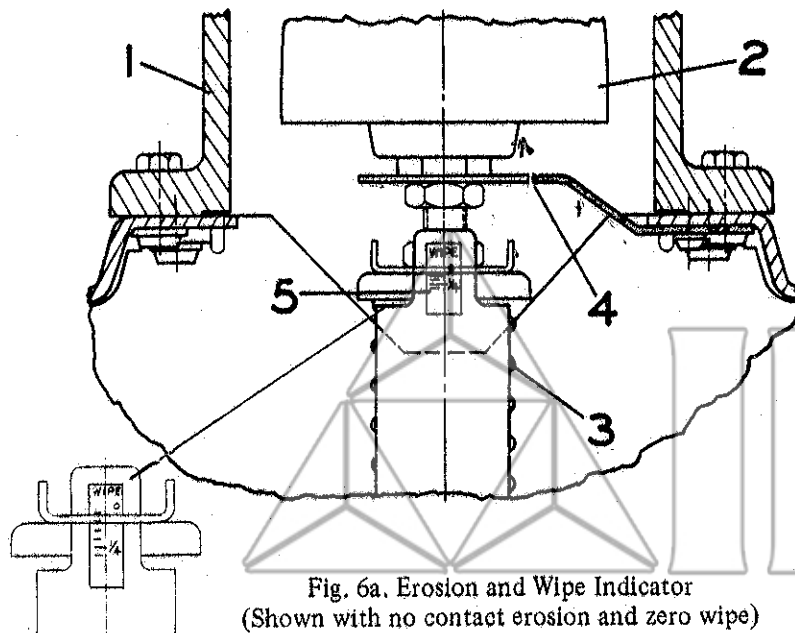 1
2
WIPE
5
4
3
WIPE
0
1/4
Fig. 6a. Erosion and Wipe Indicator
(Shown with no contact erosion and zero wipe)